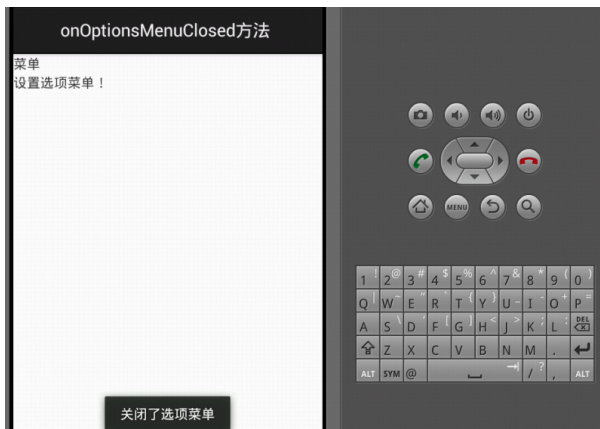 onOptionsMenuClosed方法
菜单
设置选项菜单！
关闭了选项菜单
MENU
1 ! 2 @ 3 # 4 $ 5 % 6 ^ 7 & 8 * 9 ( 0 )
Q | W ~ E " R ` T { Y } U _ I - O + P =
A S \ D ' F [ G ] H < J > K ; L : DEL
Z X C V B N M .
ALT SYM @ / ? , ALT